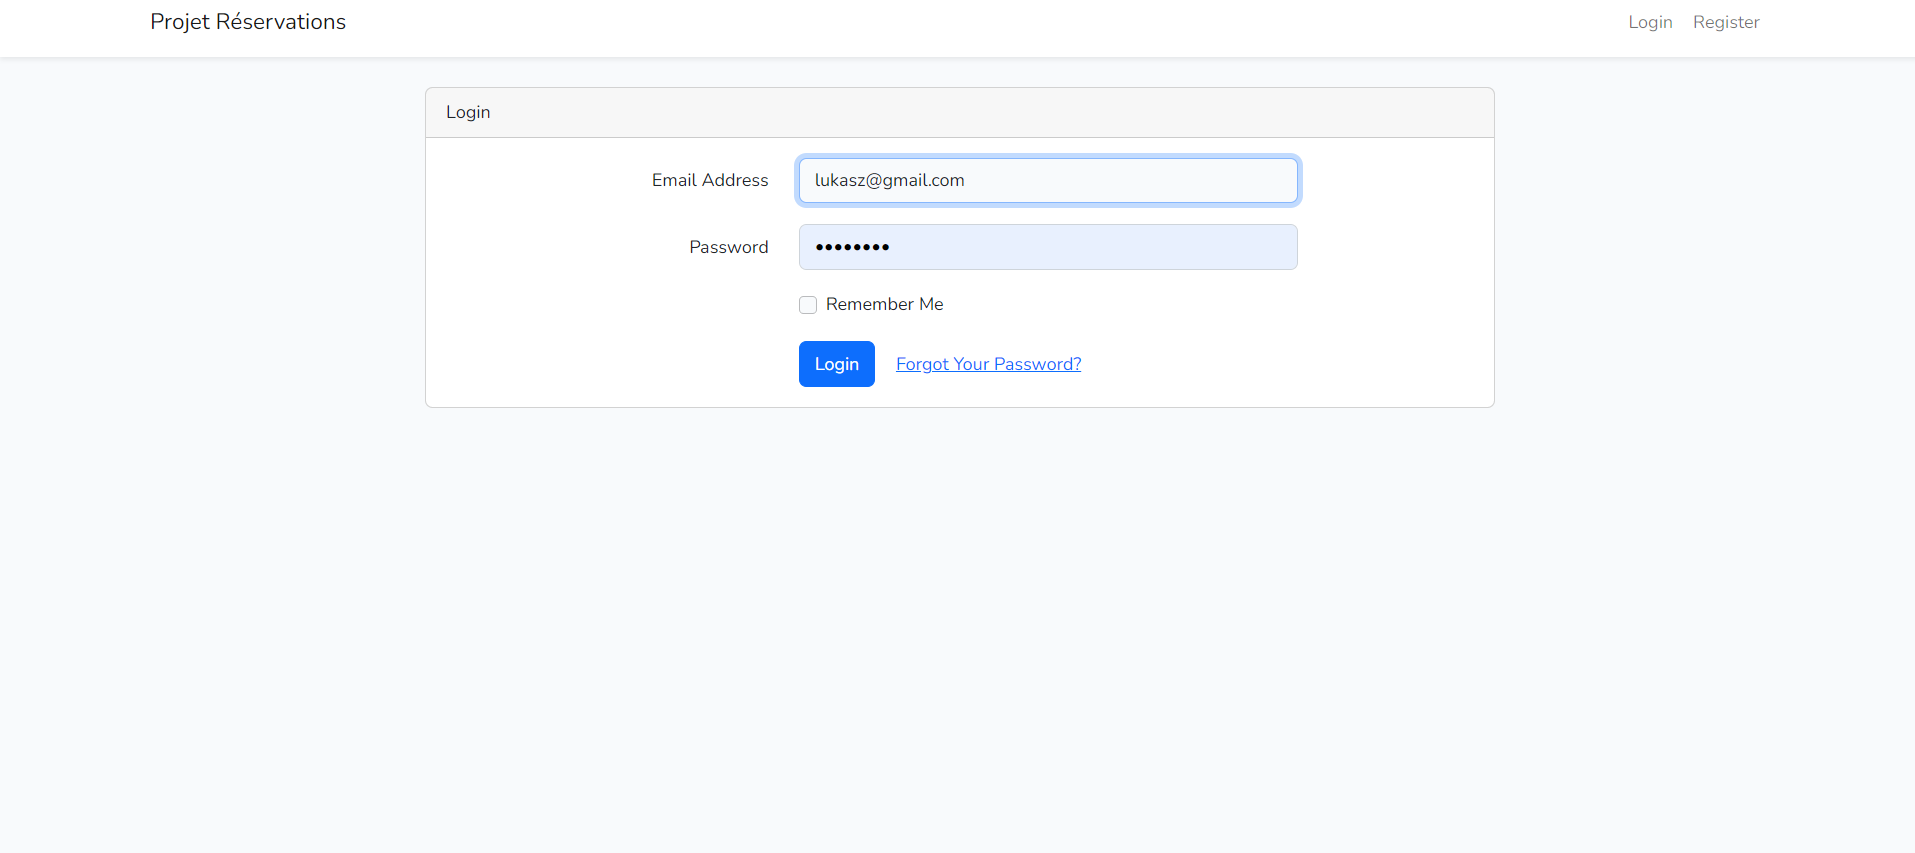 Projet Réservations
Login Register
Login
Email Address lukasz@gmail.com
Password ••••••••
Remember Me
Login Forgot Your Password?